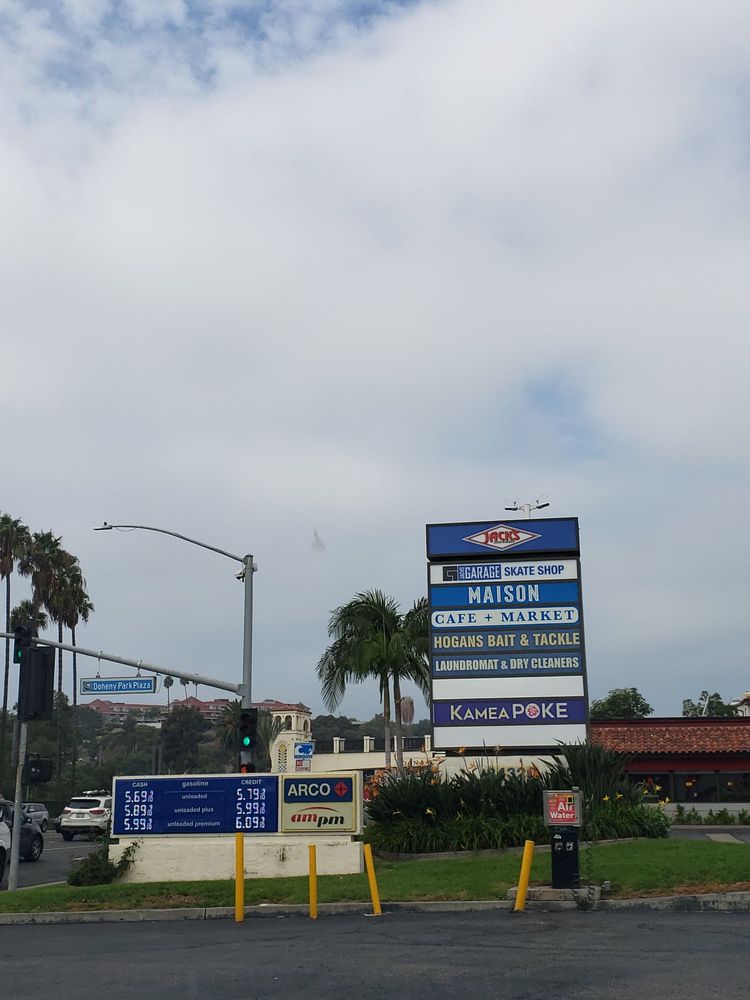 JACK'S
GARAGE SKATE SHOP
MAISON
CAFE + MARKET
HOGANS BAIT & TACKLE
LAUNDROMAT & DRY CLEANERS
KAMEA POKE
Doheny Park Plaza
CASH gasoline CREDIT
5.69 unleaded 5.79
5.89 unleaded plus 5.99
5.99 unleaded premium 6.09
ARCO
ampm
Air
Water